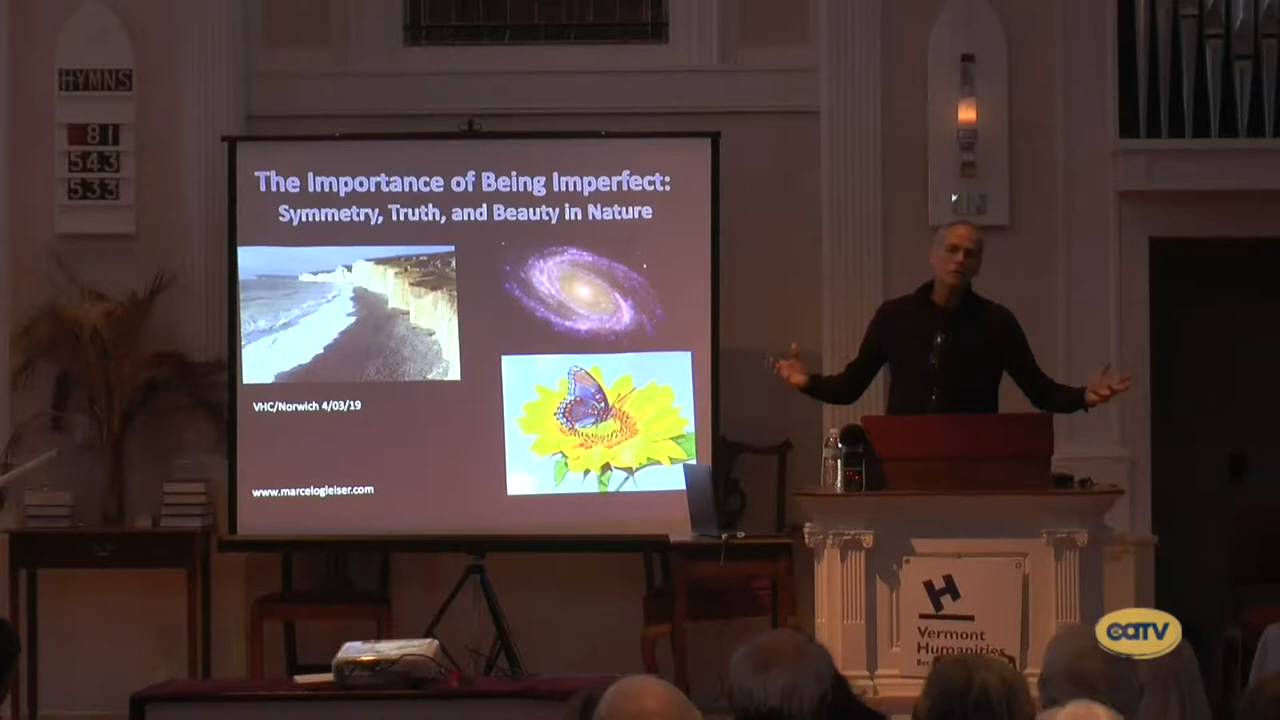 HYMNS
81
543
533
The Importance of Being Imperfect:
Symmetry, Truth, and Beauty in Nature
VHC/Norwich 4/03/19
www.marcelogleiser.com
Vermont
Humanities
catv